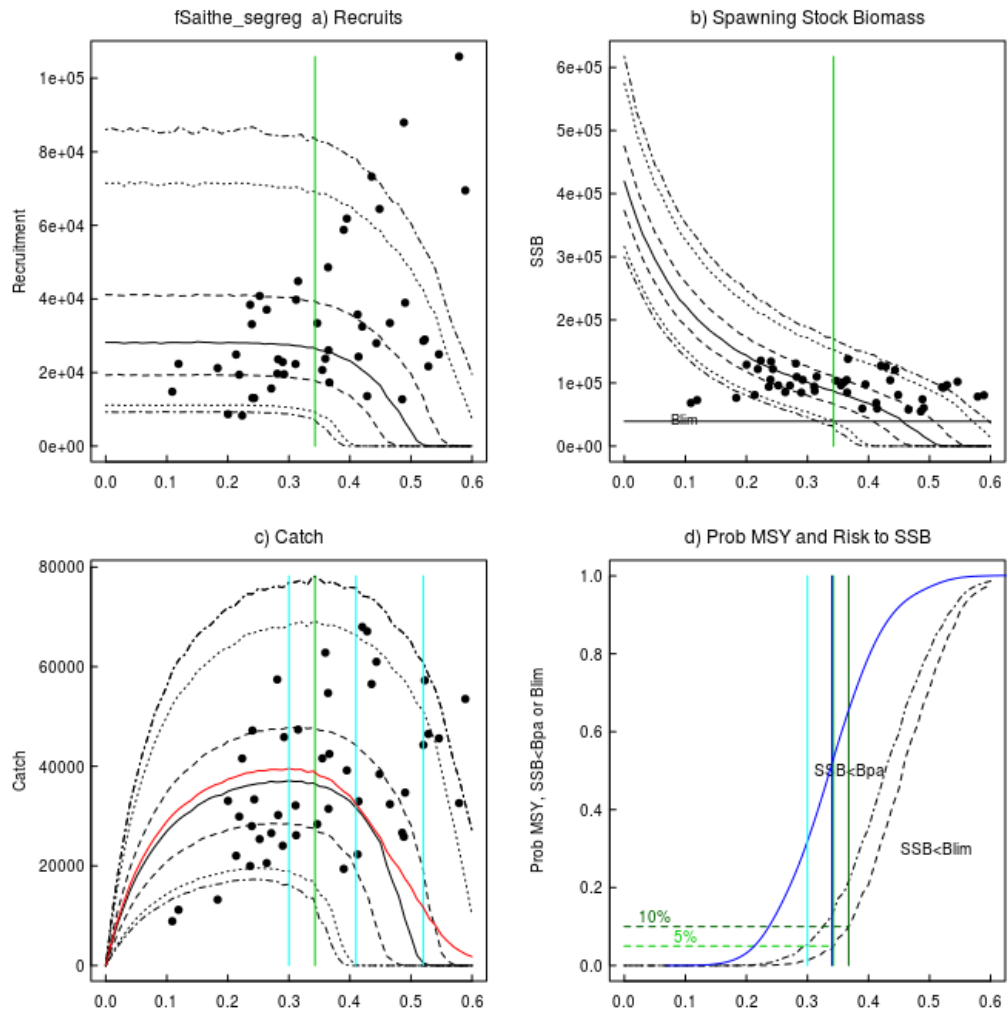 fSaithe_segreg a) Recruits
Recruitment
1e+05
8e+04
6e+04
4e+04
2e+04
0e+00
0.0 0.1 0.2 0.3 0.4 0.5 0.6
b) Spawning Stock Biomass
SSB
6e+05
5e+05
4e+05
3e+05
2e+05
1e+05
0e+00
Blim
0.0 0.1 0.2 0.3 0.4 0.5 0.6
c) Catch
Catch
80000
60000
40000
20000
0
0.0 0.1 0.2 0.3 0.4 0.5 0.6
d) Prob MSY and Risk to SSB
Prob MSY, SSB<Bpa or Blim
1.0
0.8
0.6
0.4
0.2
0.0
SSB<Bpa
SSB<Blim
10%
5%
0.0 0.1 0.2 0.3 0.4 0.5 0.6